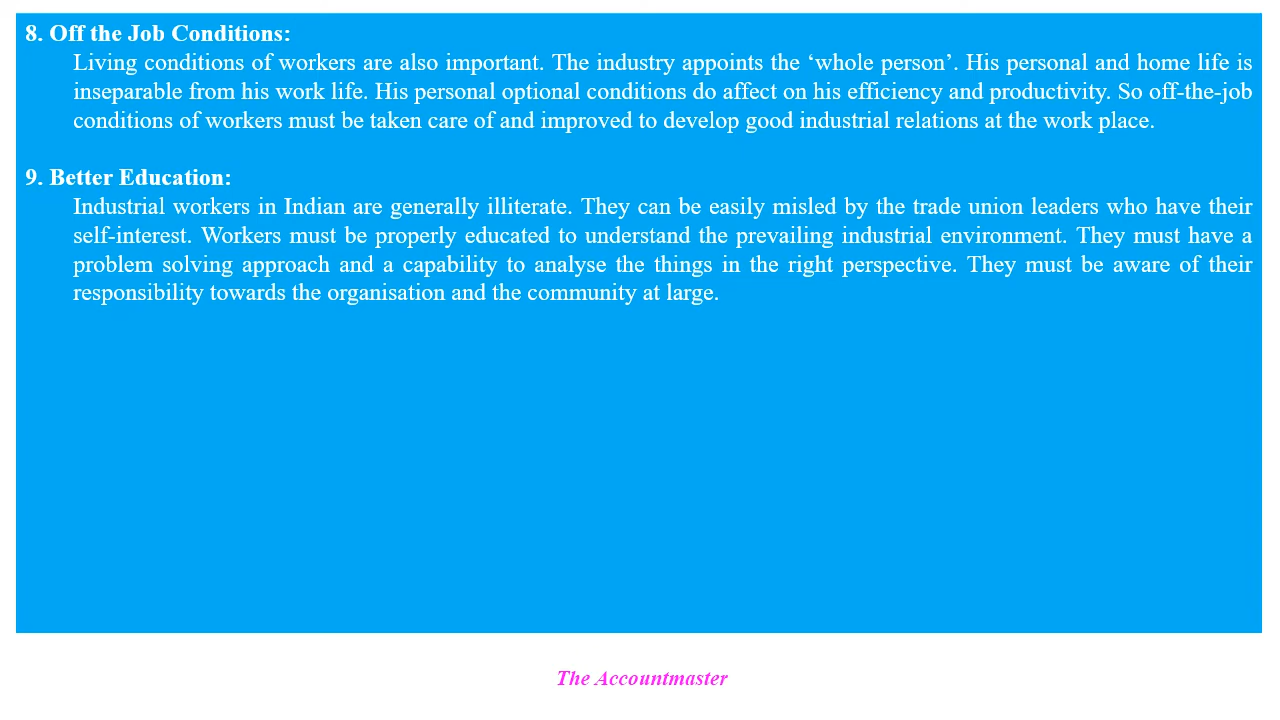 8. Off the Job Conditions:
Living conditions of workers are also important. The industry appoints the ‘whole person’. His personal and home life is
inseparable from his work life. His personal optional conditions do affect on his efficiency and productivity. So off-the-job
conditions of workers must be taken care of and improved to develop good industrial relations at the work place.
9. Better Education:
Industrial workers in Indian are generally illiterate. They can be easily misled by the trade union leaders who have their
self-interest. Workers must be properly educated to understand the prevailing industrial environment. They must have a
problem solving approach and a capability to analyse the things in the right perspective. They must be aware of their
responsibility towards the organisation and the community at large.
The Accountmaster